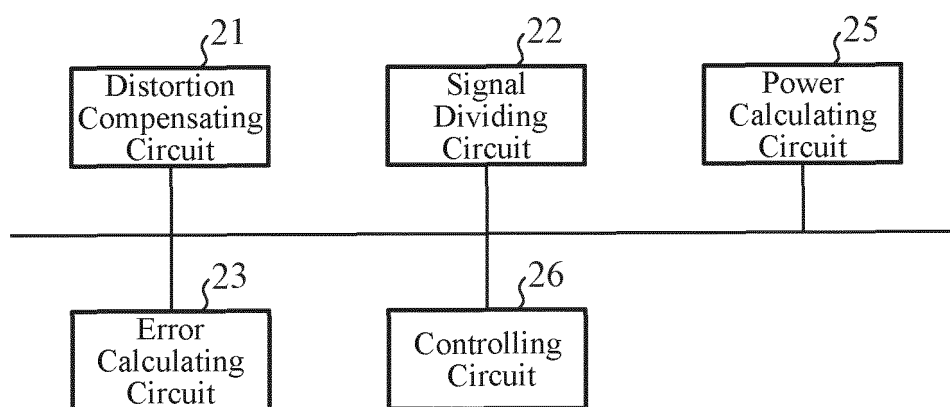 21
Distortion
Compensating
Circuit
22
Signal
Dividing
Circuit
25
Power
Calculating
Circuit
23
Error
Calculating
Circuit
26
Controlling
Circuit